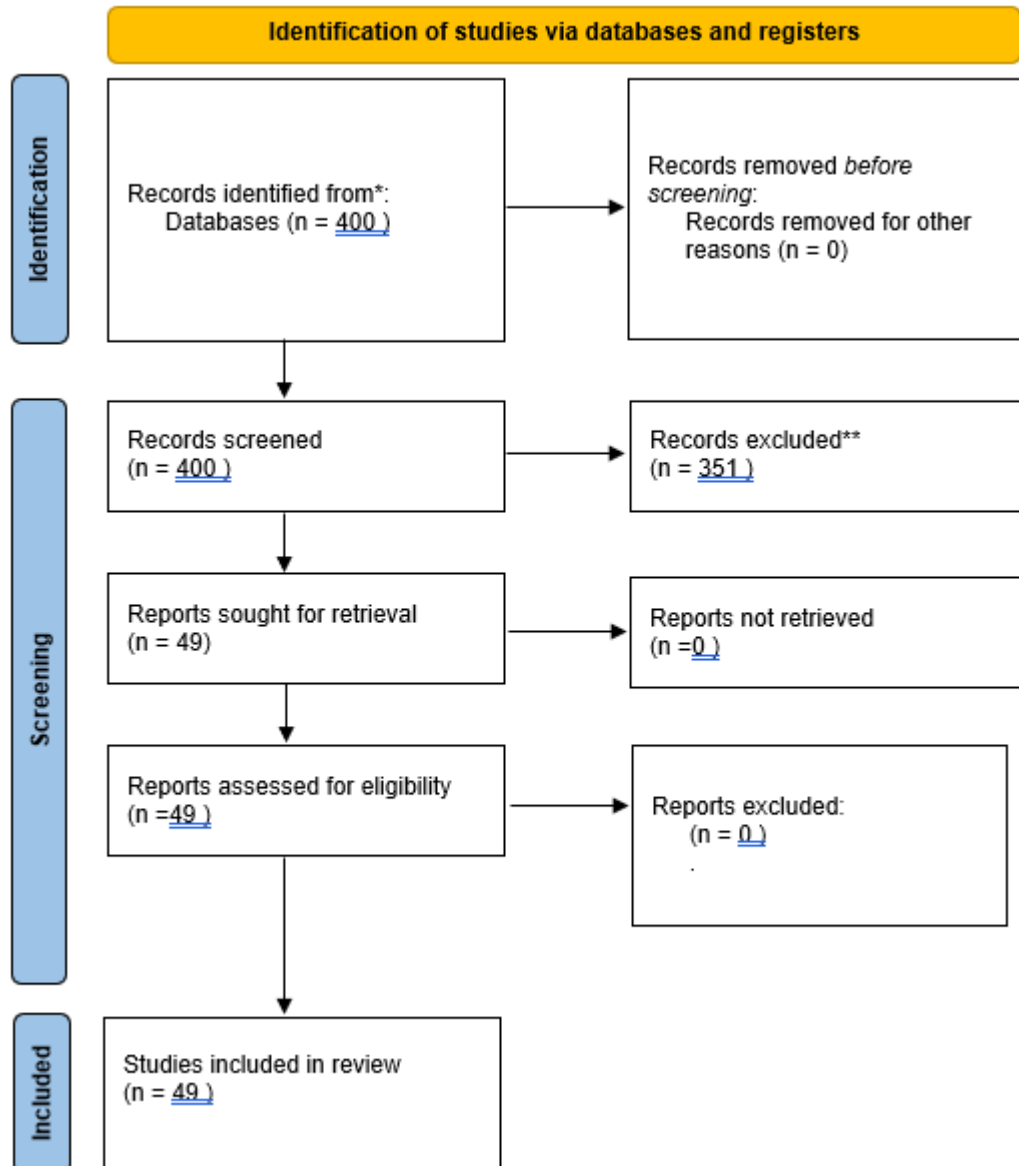 Identification of studies via databases and registers
Identification
Records identified from*:
Databases (n = 400 )
Records removed before
screening:
Records removed for other
reasons (n = 0)
Screening
Records screened
(n = 400 )
Records excluded**
(n = 351 )
Reports sought for retrieval
(n = 49)
Reports not retrieved
(n =0 )
Reports assessed for eligibility
(n =49 )
Reports excluded:
(n = 0 )
.
Included
Studies included in review
(n = 49 )